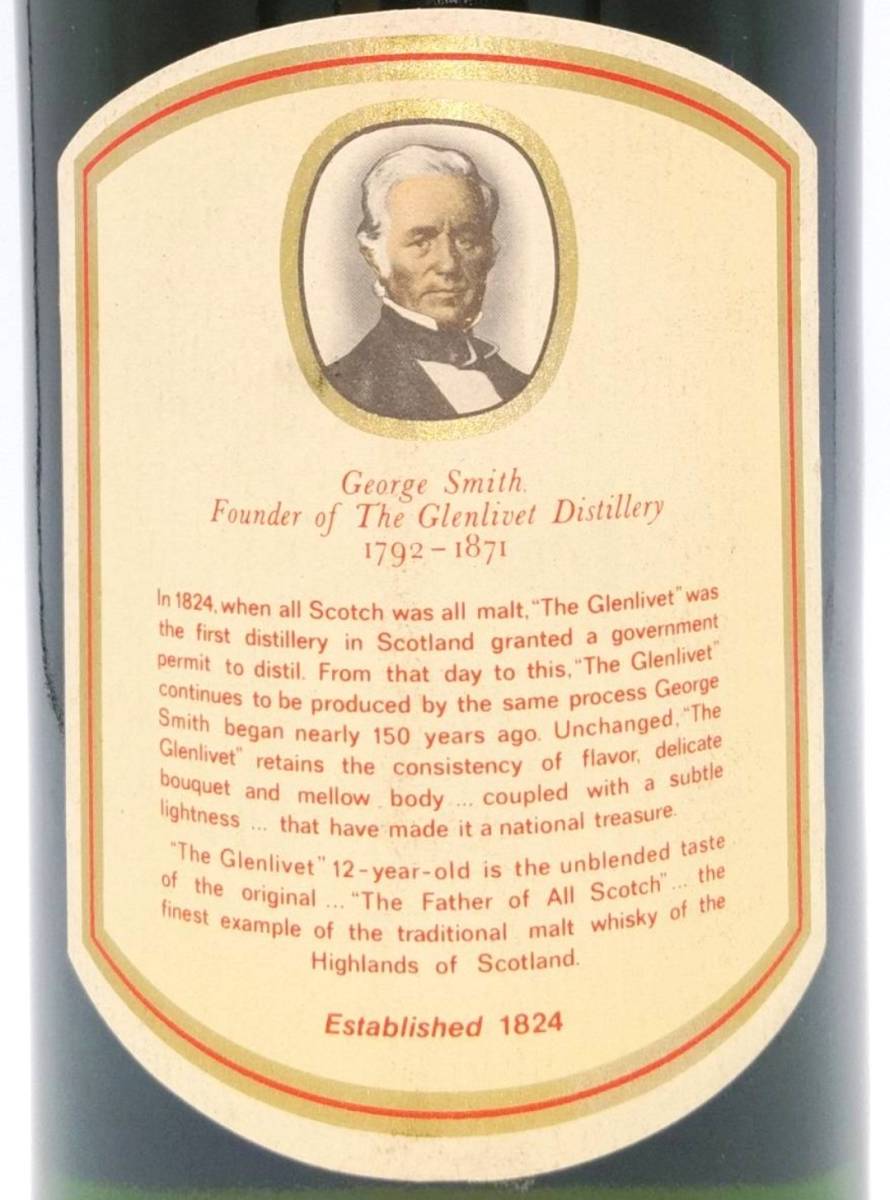 George Smith.
Founder of The Glenlivet Distillery
1792–1871
In 1824, when all Scotch was all malt, “The Glenlivet” was
the first distillery in Scotland granted a government
permit to distil. From that day to this, “The Glenlivet”
continues to be produced by the same process George
Smith began nearly 150 years ago. Unchanged, “The
Glenlivet” retains the consistency of flavor, delicate
bouquet and mellow body ... coupled with a subtle
lightness ... that have made it a national treasure.
“The Glenlivet” 12-year-old is the unblended taste
of the original ... “The Father of All Scotch” ... the
finest example of the traditional malt whisky of the
Highlands of Scotland.
Established 1824